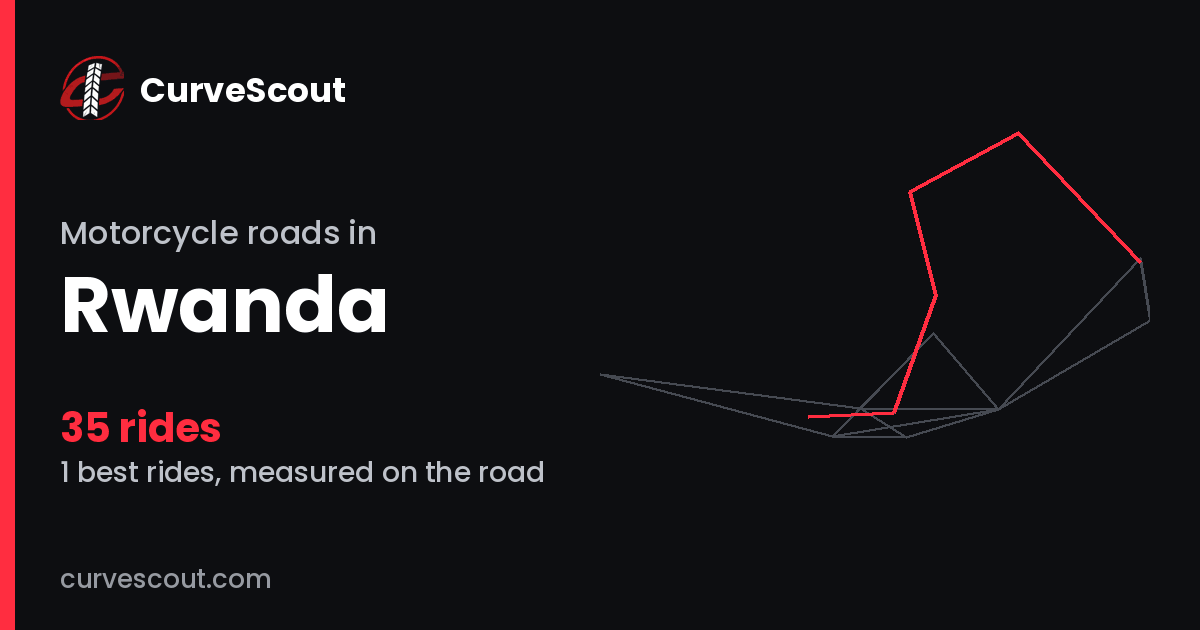 CurveScout
Motorcycle roads in
Rwanda
35 rides
1 best rides, measured on the road
curvescout.com